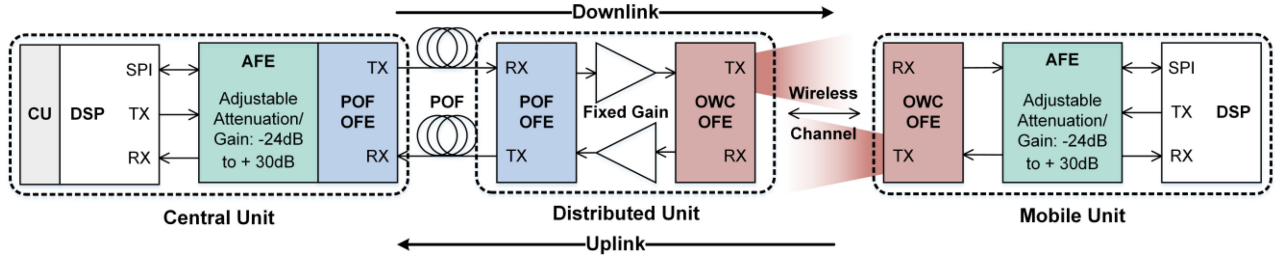 Downlink
CU
DSP
SPI
TX
RX
AFE
Adjustable
Attenuation/
Gain: -24dB
to + 30dB
TX
POF
OFE
RX
POF
RX
POF
OFE
TX
Fixed Gain
TX
OWC
OFE
RX
Wireless
Channel
RX
OWC
OFE
TX
AFE
Adjustable
Attenuation/
Gain: -24dB
to + 30dB
SPI
TX
DSP
RX
Central Unit
Distributed Unit
Mobile Unit
Uplink